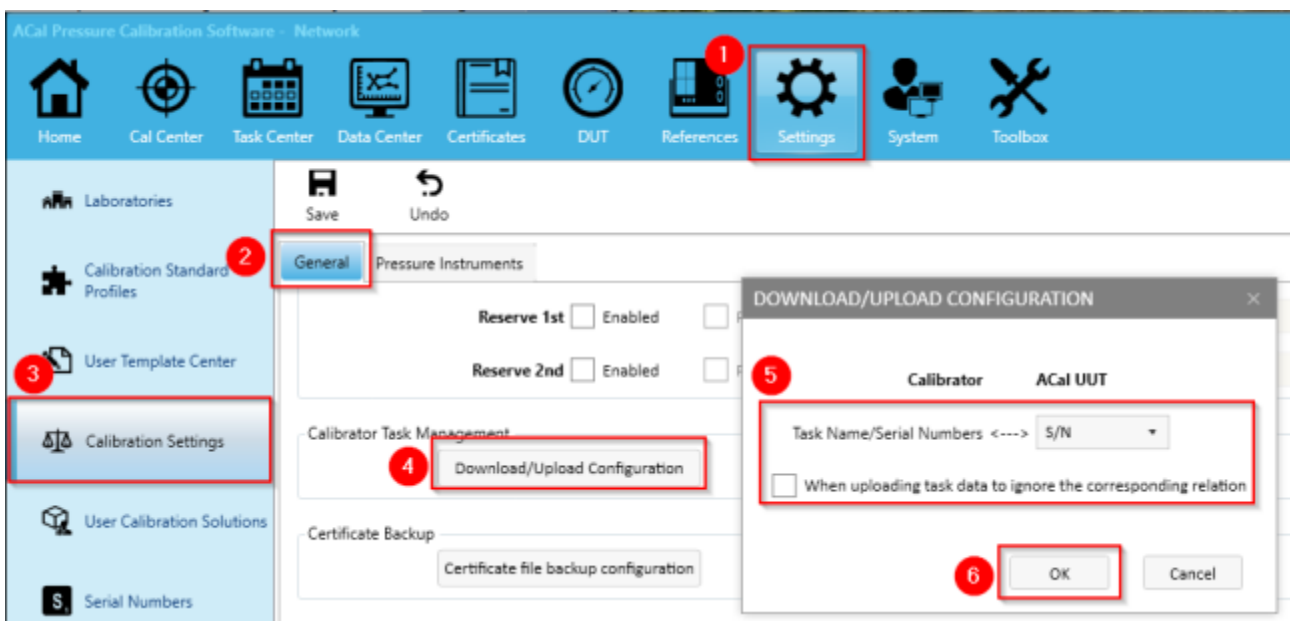 ACal Pressure Calibration Software - Network
1
Home Cal Center Task Center Data Center Certificates DUT References Settings System Toolbox
Laboratories
Save Undo
2
General Pressure Instruments
Calibration Standard
Profiles
DOWNLOAD/UPLOAD CONFIGURATION ×
Reserve 1st Enabled
User Template Center
3
Reserve 2nd Enabled
5
Calibrator ACal UUT
Calibration Settings
Calibrator Task Management
Task Name/Serial Numbers <---> S/N
4
Download/Upload Configuration
When uploading task data to ignore the corresponding relation
User Calibration Solutions
Certificate Backup
Certificate file backup configuration
6
OK Cancel
S
Serial Numbers